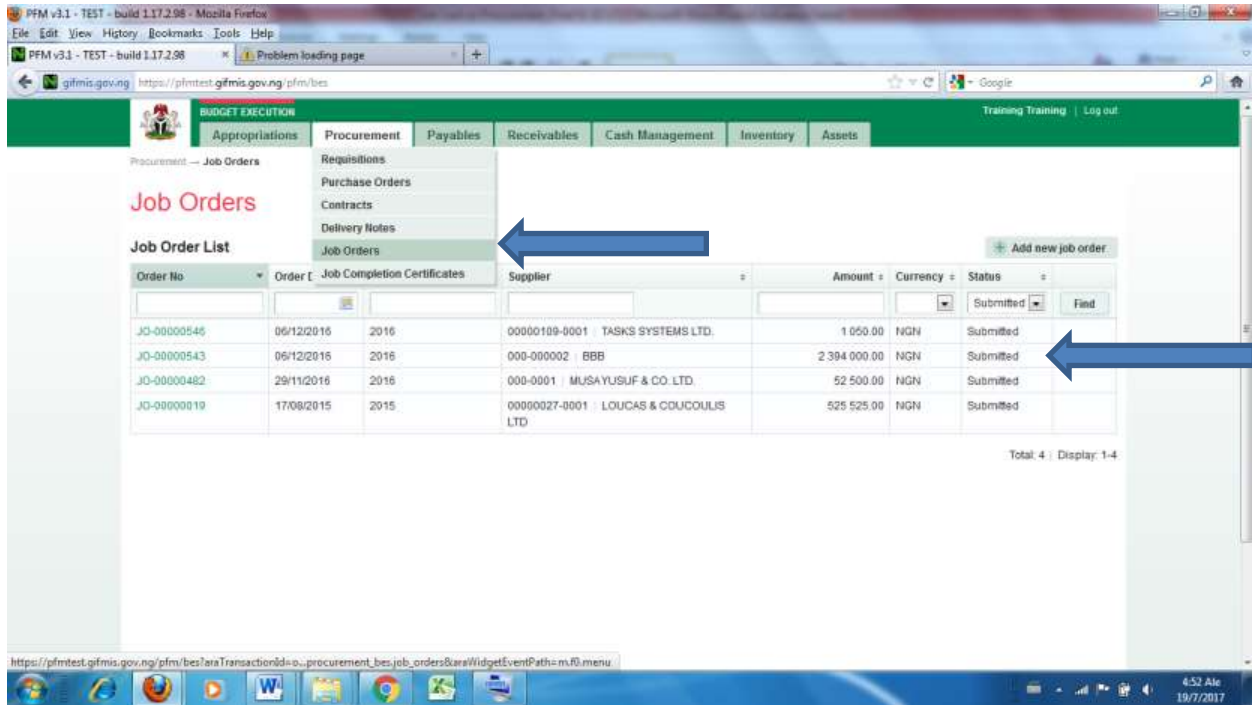 PFM v3.1 - TEST - build 1.17.2.98 - Mozilla Firefox
File Edit View History Bookmarks Tools Help
PFM v3.1 - TEST - build 1.17.2.98 × Problem loading page × +
gifmis.gov.ng https://pfmtest.gifmis.gov.ng/pfm/bes Google
BUDGET EXECUTION Training Training | Log out
Appropriations Procurement Payables Receivables Cash Management Inventory Assets
Procurement — Job Orders
Requisitions
Purchase Orders
Job Orders
Contracts
Delivery Notes
Job Order List Job Orders + Add new job order
Order No Order D Job Completion Certificates Supplier Amount Currency Status
Submitted Find
JO-00000546 06/12/2016 2016 00000109-0001 | TASKS SYSTEMS LTD. 1 050.00 NGN Submitted
JO-00000543 06/12/2016 2016 000-000002 | BBB 2 394 000.00 NGN Submitted
JO-00000482 29/11/2016 2016 000-0001 | MUSA YUSUF & CO. LTD. 52 500.00 NGN Submitted
JO-00000019 17/08/2015 2015 00000027-0001 | LOUCAS & COUCOULIS 525 525.00 NGN Submitted
LTD
Total: 4 | Display: 1-4
https://pfmtest.gifmis.gov.ng/pfm/bes?araTransactionId=o...procurement_bes.job_orders&araWidgetEventPath=m.f0.menu
4:52 Ale
19/7/2017